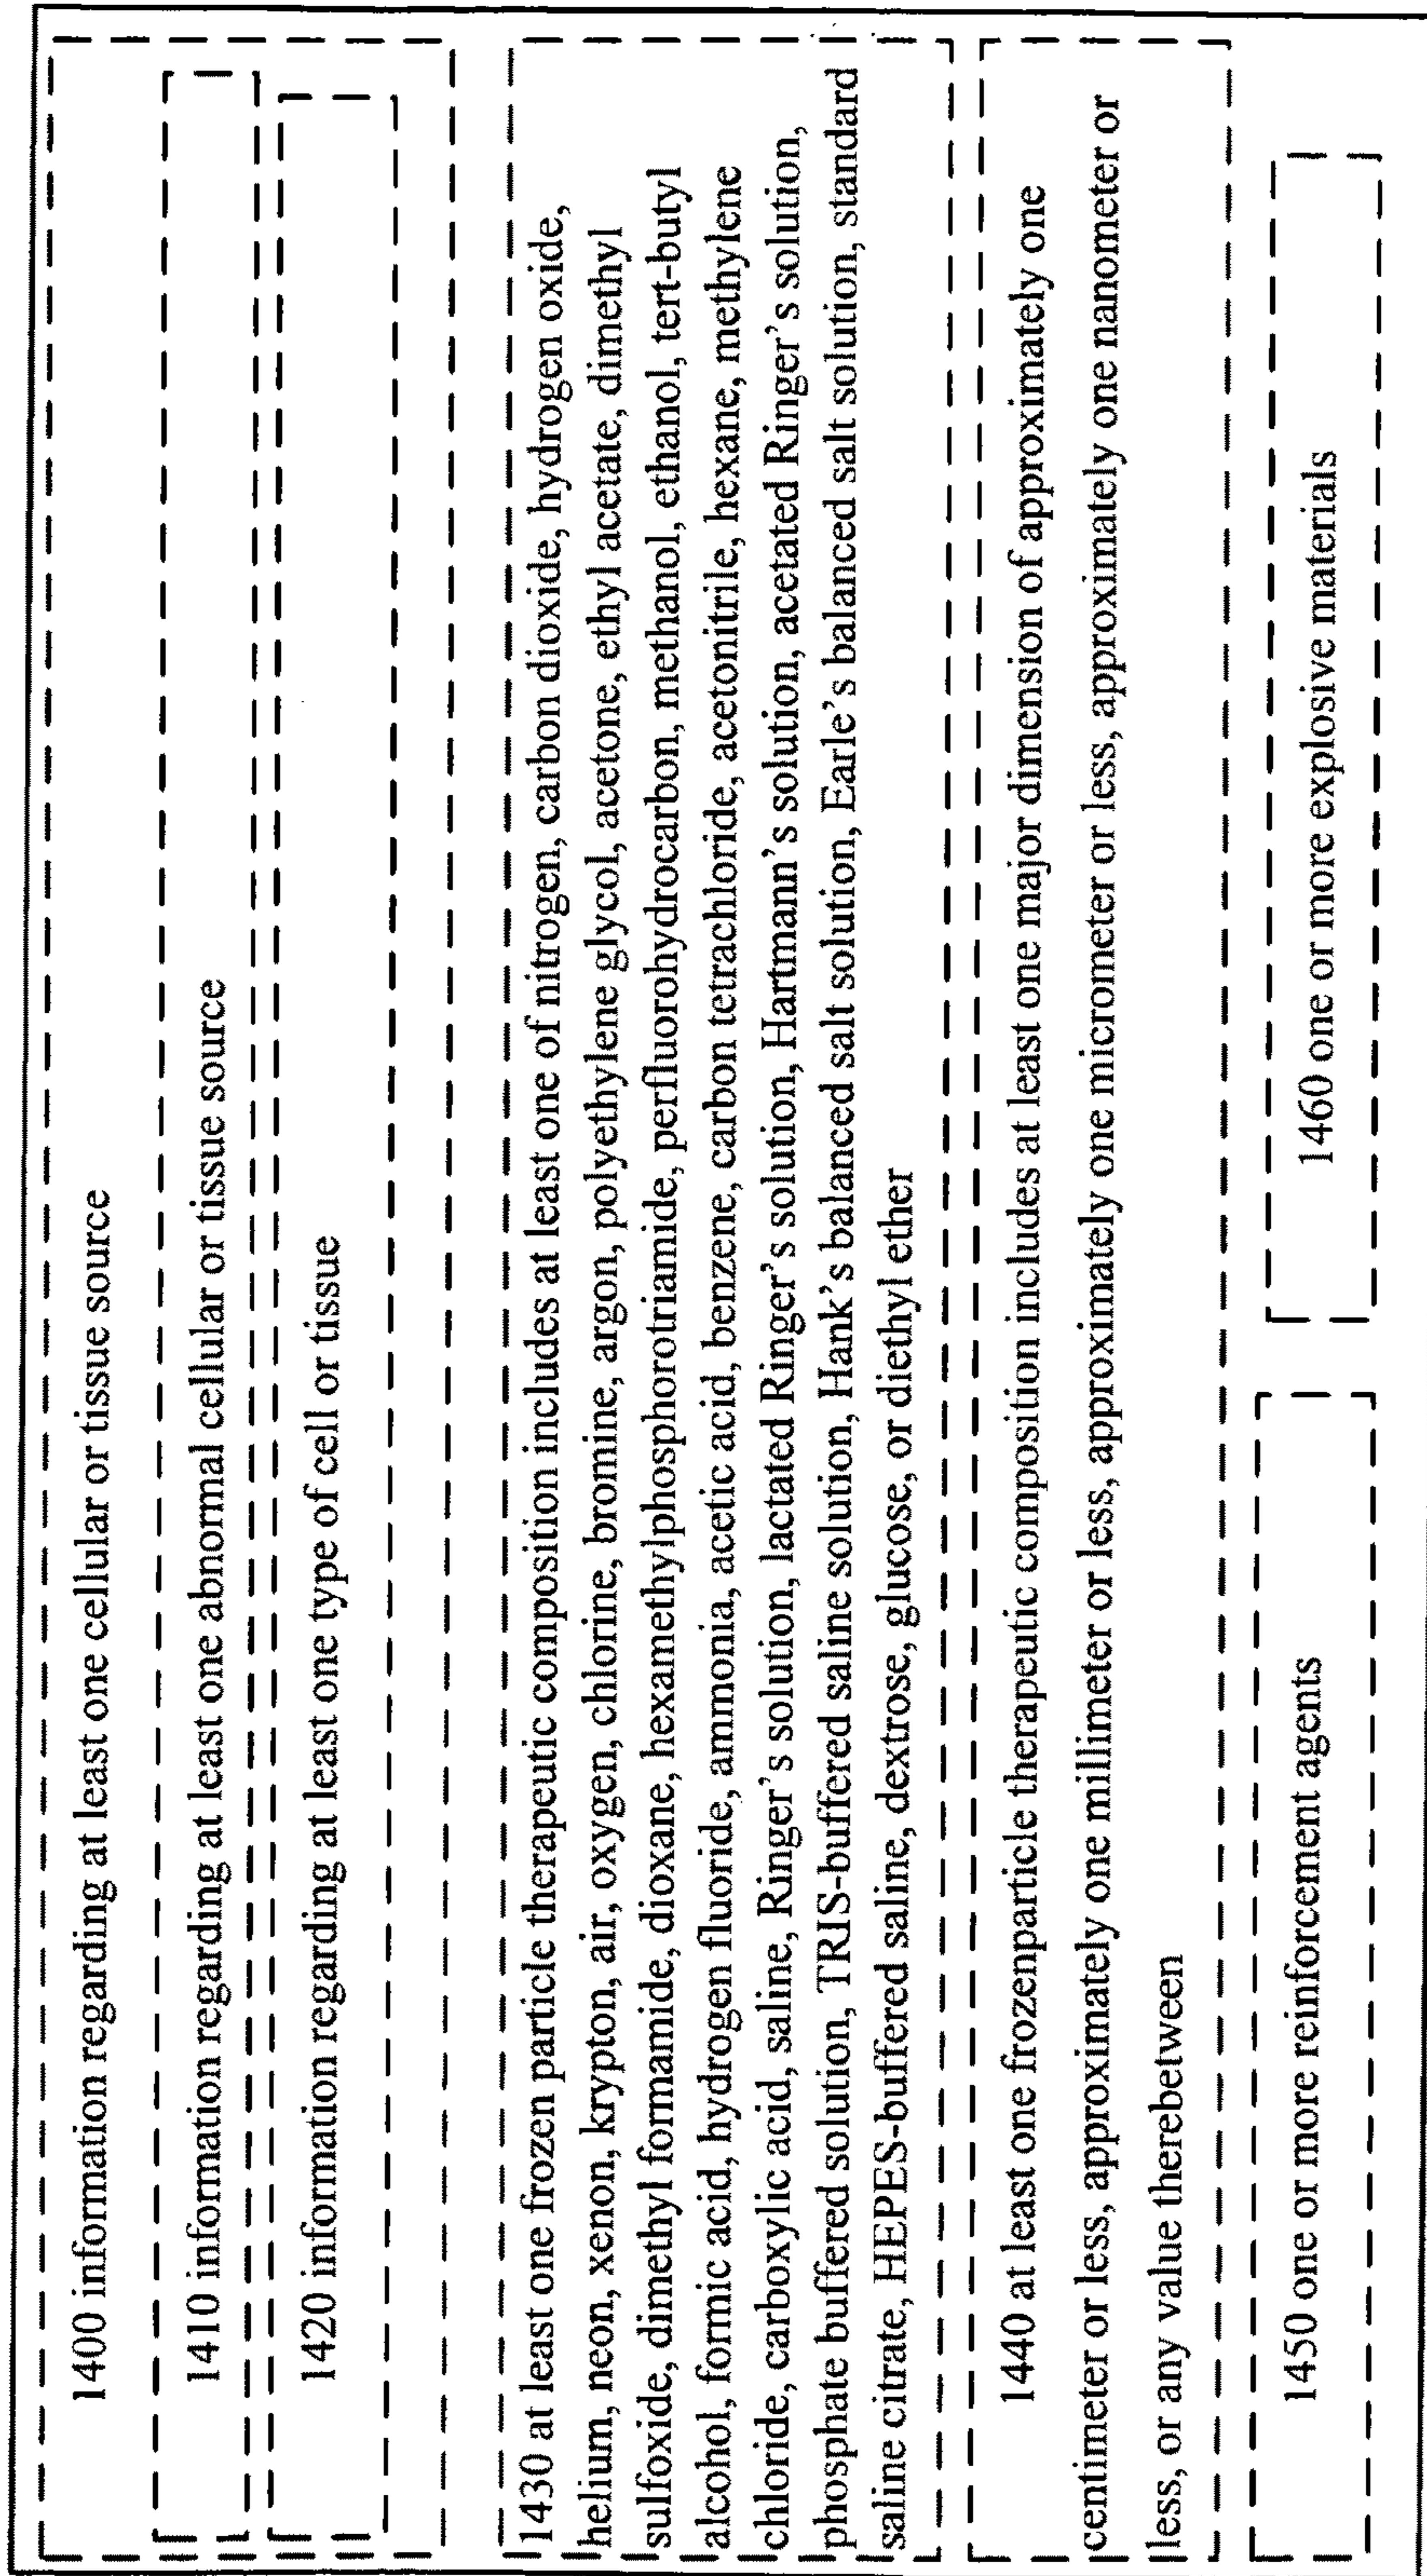 1400 information regarding at least one cellular or tissue source
1410 information regarding at least one abnormal cellular or tissue source
1420 information regarding at least one type of cell or tissue
1430 at least one frozen particle therapeutic composition includes at least one of nitrogen, carbon dioxide, hydrogen oxide,
helium, neon, xenon, krypton, air, oxygen, chlorine, bromine, argon, polyethylene glycol, acetone, ethyl acetate, dimethyl
sulfoxide, dimethyl formamide, dioxane, hexamethylphosphorotriamide, perfluorohydrocarbon, methanol, ethanol, tert-butyl
alcohol, formic acid, hydrogen fluoride, ammonia, acetic acid, benzene, carbon tetrachloride, acetonitrile, hexane, methylene
chloride, carboxylic acid, saline, Ringer's solution, lactated Ringer's solution, Hartmann's solution, acetated Ringer's solution,
phosphate buffered solution, TRIS-buffered saline solution, Hank's balanced salt solution, Earle's balanced salt solution, standard
saline citrate, HEPES-buffered saline, dextrose, glucose, or diethyl ether
1440 at least one frozenparticle therapeutic composition includes at least one major dimension of approximately one
centimeter or less, approximately one millimeter or less, approximately one micrometer or less, approximately one nanometer or
less, or any value therebetween
1450 one or more reinforcement agents
1460 one or more explosive materials